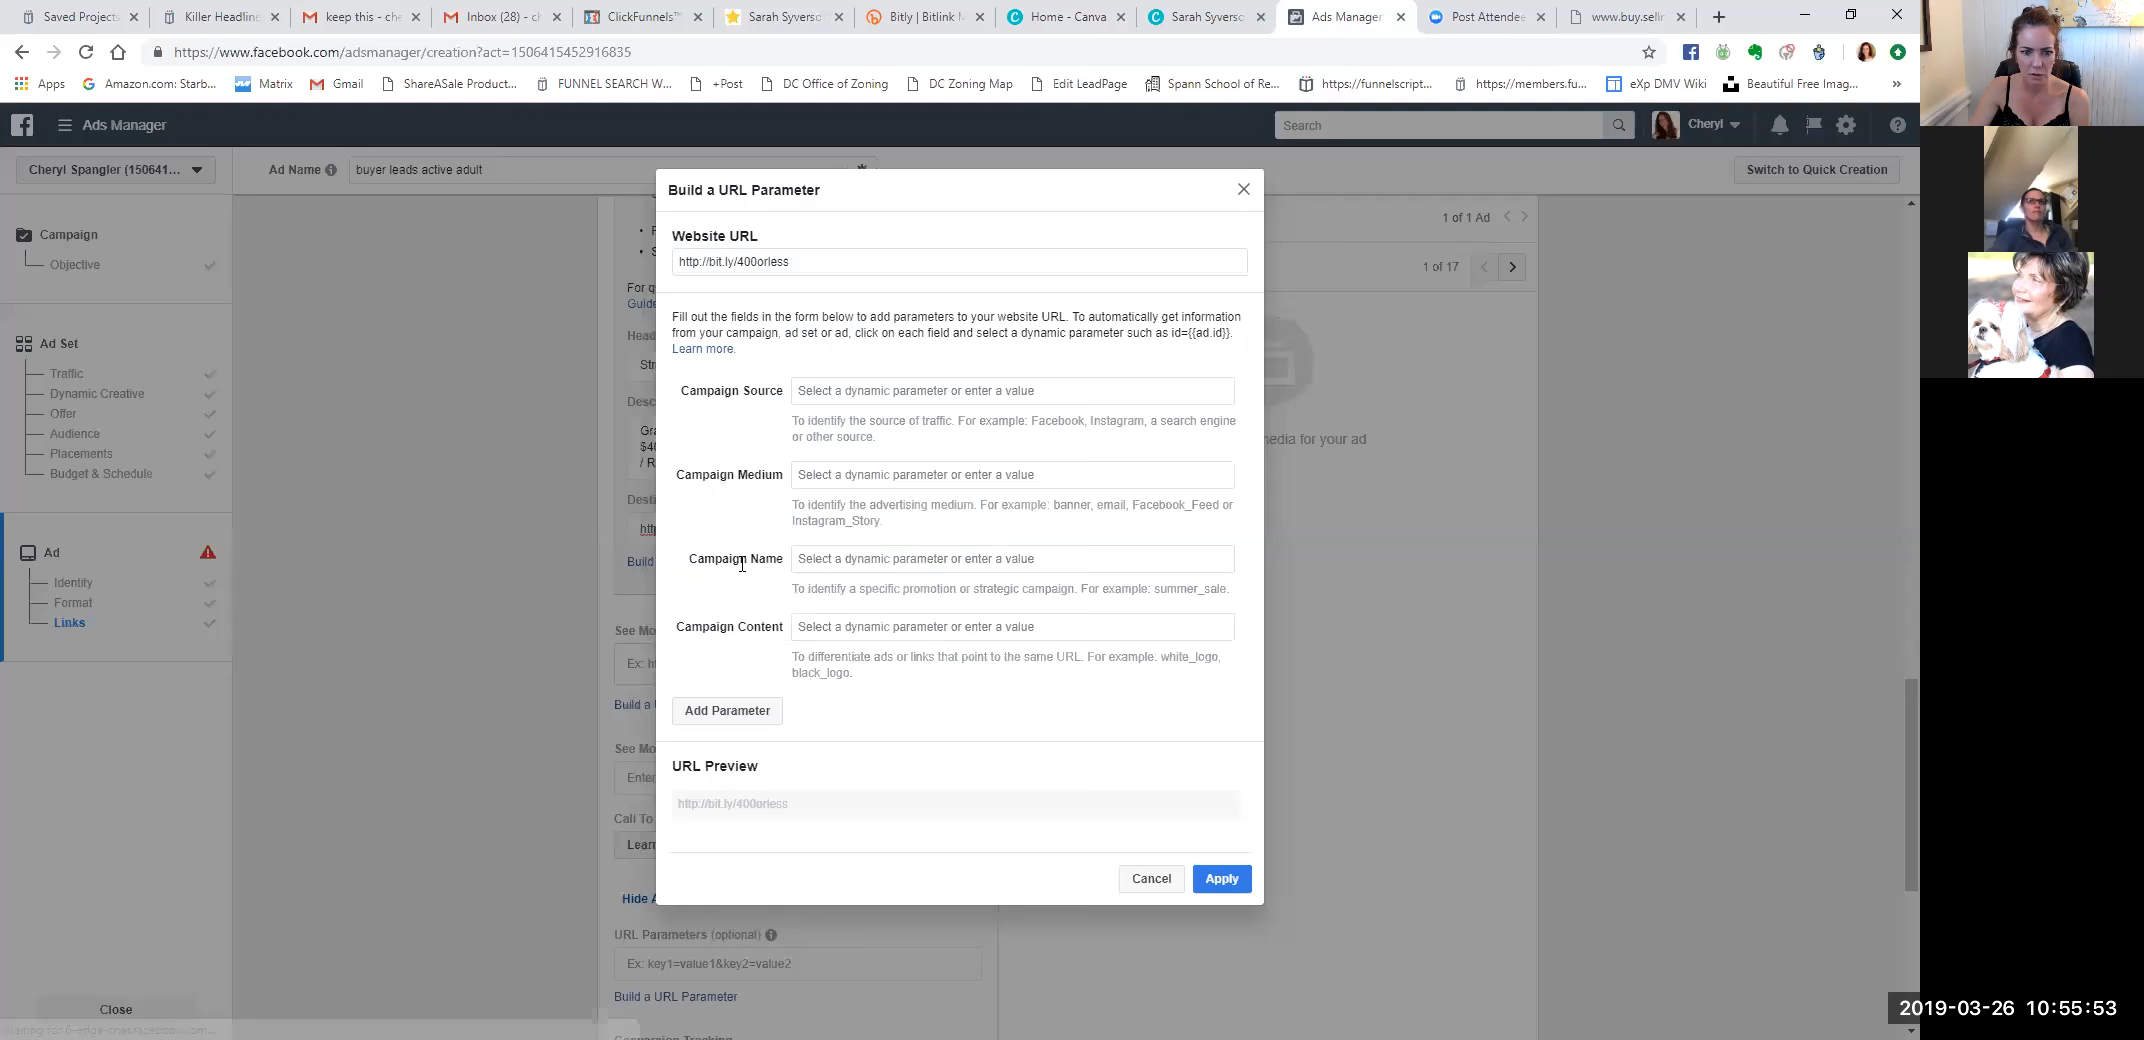 Saved Projects
Killer Headline
keep this - che
Inbox (28) - ch
ClickFunnels™
Sarah Syverso
Bitly | Bitlink M
Home - Canva
Sarah Syverso
Ads Manager
Post Attendee
www.buy.sellin
https://www.facebook.com/adsmanager/creation?act=1506415452916835
Apps
Amazon.com: Starb...
Matrix
Gmail
ShareASale Product...
FUNNEL SEARCH W...
+Post
DC Office of Zoning
DC Zoning Map
Edit LeadPage
Spann School of Re...
https://funnelscript...
https://members.fu...
eXp DMV Wiki
Beautiful Free Imag...
Ads Manager
Search
Cheryl
Cheryl Spangler (150641...
Ad Name
buyer leads active adult
Switch to Quick Creation
Campaign
Objective
Ad Set
Traffic
Dynamic Creative
Offer
Audience
Placements
Budget & Schedule
Ad
Identity
Format
Links
Close
Build a URL Parameter
Website URL
http://bit.ly/400orless
Fill out the fields in the form below to add parameters to your website URL. To automatically get information
from your campaign, ad set or ad, click on each field and select a dynamic parameter such as id={{ad.id}}.
Learn more.
Campaign Source
Select a dynamic parameter or enter a value
To identify the source of traffic. For example: Facebook, Instagram, a search engine
or other source.
Campaign Medium
Select a dynamic parameter or enter a value
To identify the advertising medium. For example: banner, email, Facebook_Feed or
Instagram_Story.
Campaign Name
Select a dynamic parameter or enter a value
To identify a specific promotion or strategic campaign. For example: summer_sale.
Campaign Content
Select a dynamic parameter or enter a value
To differentiate ads or links that point to the same URL. For example: white_logo,
black_logo.
Add Parameter
URL Preview
http://bit.ly/400orless
Cancel
Apply
1 of 1 Ad
1 of 17
media for your ad
For q
Guide
Head
Str
Desc
Gra
$40
/ R
Desti
http
Build
See Mo
Ex: ht
Build a U
See Mo
Enter
Call To
Learn
Hide A
URL Parameters (optional)
Ex: key1=value1&key2=value2
Build a URL Parameter
Conversion Tracking
2019-03-26 10:55:53